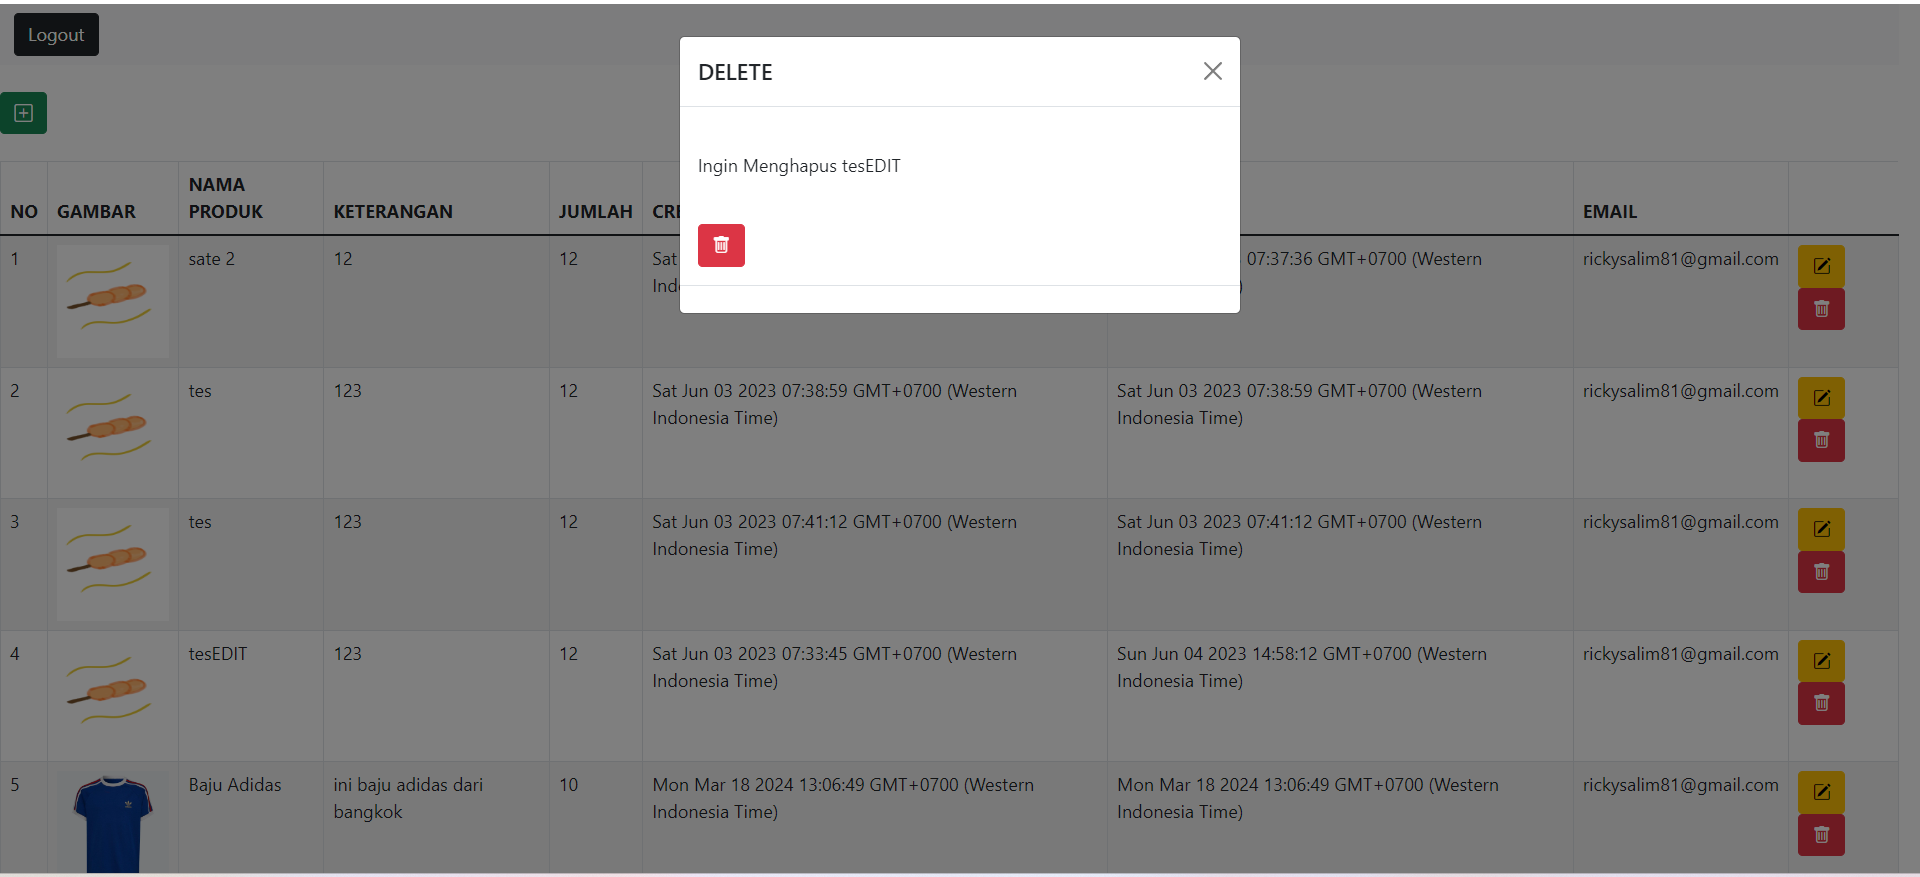 Logout
DELETE
Ingin Menghapus tesEDIT
NO GAMBAR NAMA PRODUK KETERANGAN JUMLAH EMAIL
1 sate 2 12 12 Sat 07:37:36 GMT+0700 (Western rickysalim81@gmail.com
2 tes 123 12 Sat Jun 03 2023 07:38:59 GMT+0700 (Western Sat Jun 03 2023 07:38:59 GMT+0700 (Western rickysalim81@gmail.com
Indonesia Time) Indonesia Time)
3 tes 123 12 Sat Jun 03 2023 07:41:12 GMT+0700 (Western Sat Jun 03 2023 07:41:12 GMT+0700 (Western rickysalim81@gmail.com
Indonesia Time) Indonesia Time)
4 tesEDIT 123 12 Sat Jun 03 2023 07:33:45 GMT+0700 (Western Sun Jun 04 2023 14:58:12 GMT+0700 (Western rickysalim81@gmail.com
Indonesia Time) Indonesia Time)
5 Baju Adidas ini baju adidas dari 10 Mon Mar 18 2024 13:06:49 GMT+0700 (Western Mon Mar 18 2024 13:06:49 GMT+0700 (Western rickysalim81@gmail.com
bangkok Indonesia Time) Indonesia Time)